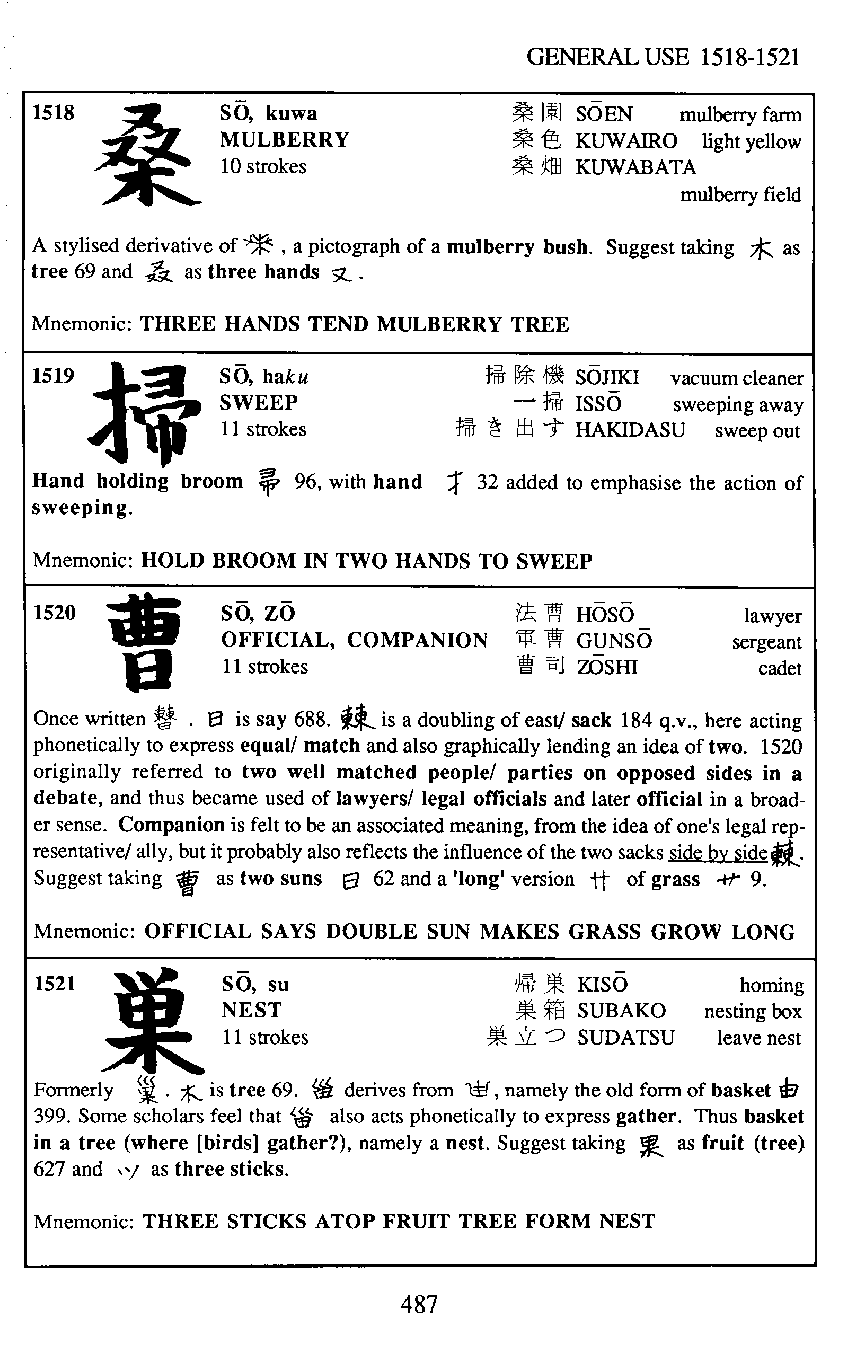 GENERAL USE 1518-1521
1518 桑 SŌ, kuwa 桑園 SŌEN mulberry farm
MULBERRY 桑色 KUWAIRO light yellow
10 strokes 桑畑 KUWABATA
mulberry field
A stylised derivative of , a pictograph of a mulberry bush. Suggest taking 木 as
tree 69 and 叒 as three hands 又.
Mnemonic: THREE HANDS TEND MULBERRY TREE
1519 掃 SŌ, haku 掃除機 SŌJIKI vacuum cleaner
SWEEP 一掃 ISSŌ sweeping away
11 strokes 掃き出す HAKIDASU sweep out
Hand holding broom 帚 96, with hand 扌 32 added to emphasise the action of
sweeping.
Mnemonic: HOLD BROOM IN TWO HANDS TO SWEEP
1520 曹 SŌ, ZŌ 法曹 HŌSŌ lawyer
OFFICIAL, COMPANION 軍曹 GUNSŌ sergeant
11 strokes 曹司 ZŌSHI cadet
Once written . 曰 is say 688. 棘 is a doubling of east/ sack 184 q.v., here acting
phonetically to express equal/ match and also graphically lending an idea of two. 1520
originally referred to two well matched people/ parties on opposed sides in a
debate, and thus became used of lawyers/ legal officials and later official in a broad-
er sense. Companion is felt to be an associated meaning, from the idea of one's legal rep-
resentative/ ally, but it probably also reflects the influence of the two sacks side by side .
Suggest taking 曹 as two suns 日 62 and a 'long' version of grass 9.
Mnemonic: OFFICIAL SAYS DOUBLE SUN MAKES GRASS GROW LONG
1521 巣 SŌ, su 帰巣 KISŌ homing
NEST 巣箱 SUBAKO nesting box
11 strokes 巣立つ SUDATSU leave nest
Formerly 巢. 木 is tree 69. derives from , namely the old form of basket 由
399. Some scholars feel that also acts phonetically to express gather. Thus basket
in a tree (where [birds] gather?), namely a nest. Suggest taking 果 as fruit (tree)
627 and as three sticks.
Mnemonic: THREE STICKS ATOP FRUIT TREE FORM NEST
487